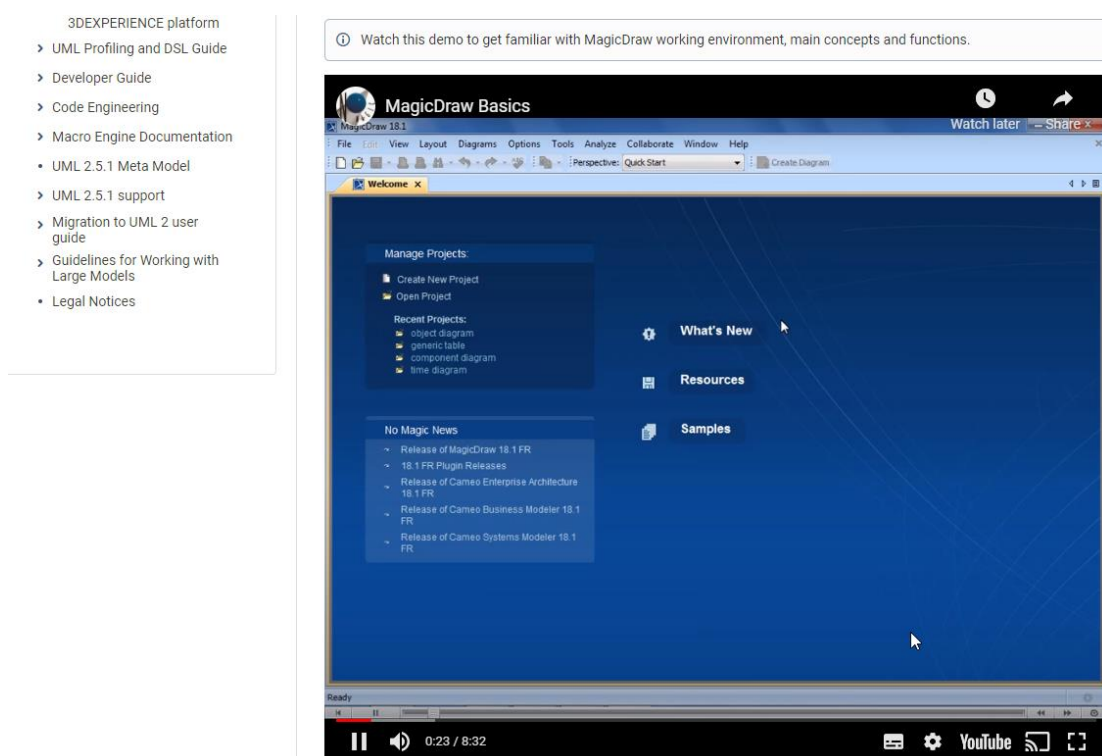 3DEXPERIENCE platform
UML Profiling and DSL Guide
Developer Guide
Code Engineering
Macro Engine Documentation
UML 2.5.1 Meta Model
UML 2.5.1 support
Migration to UML 2 user
guide
Guidelines for Working with
Large Models
Legal Notices
Watch this demo to get familiar with MagicDraw working environment, main concepts and functions.
MagicDraw Basics
Watch later
Share
MagicDraw 18.1
File Edit View Layout Diagrams Options Tools Analyze Collaborate Window Help
Perspective: Quick Start Create Diagram
Welcome
Manage Projects:
Create New Project
Open Project
Recent Projects:
object diagram
generic table
component diagram
time diagram
What's New
Resources
Samples
No Magic News
Release of MagicDraw 18.1 FR
18.1 FR Plugin Releases
Release of Cameo Enterprise Architecture
18.1 FR
Release of Cameo Business Modeler 18.1
FR
Release of Cameo Systems Modeler 18.1
FR
Ready
0:23 / 8:32
YouTube